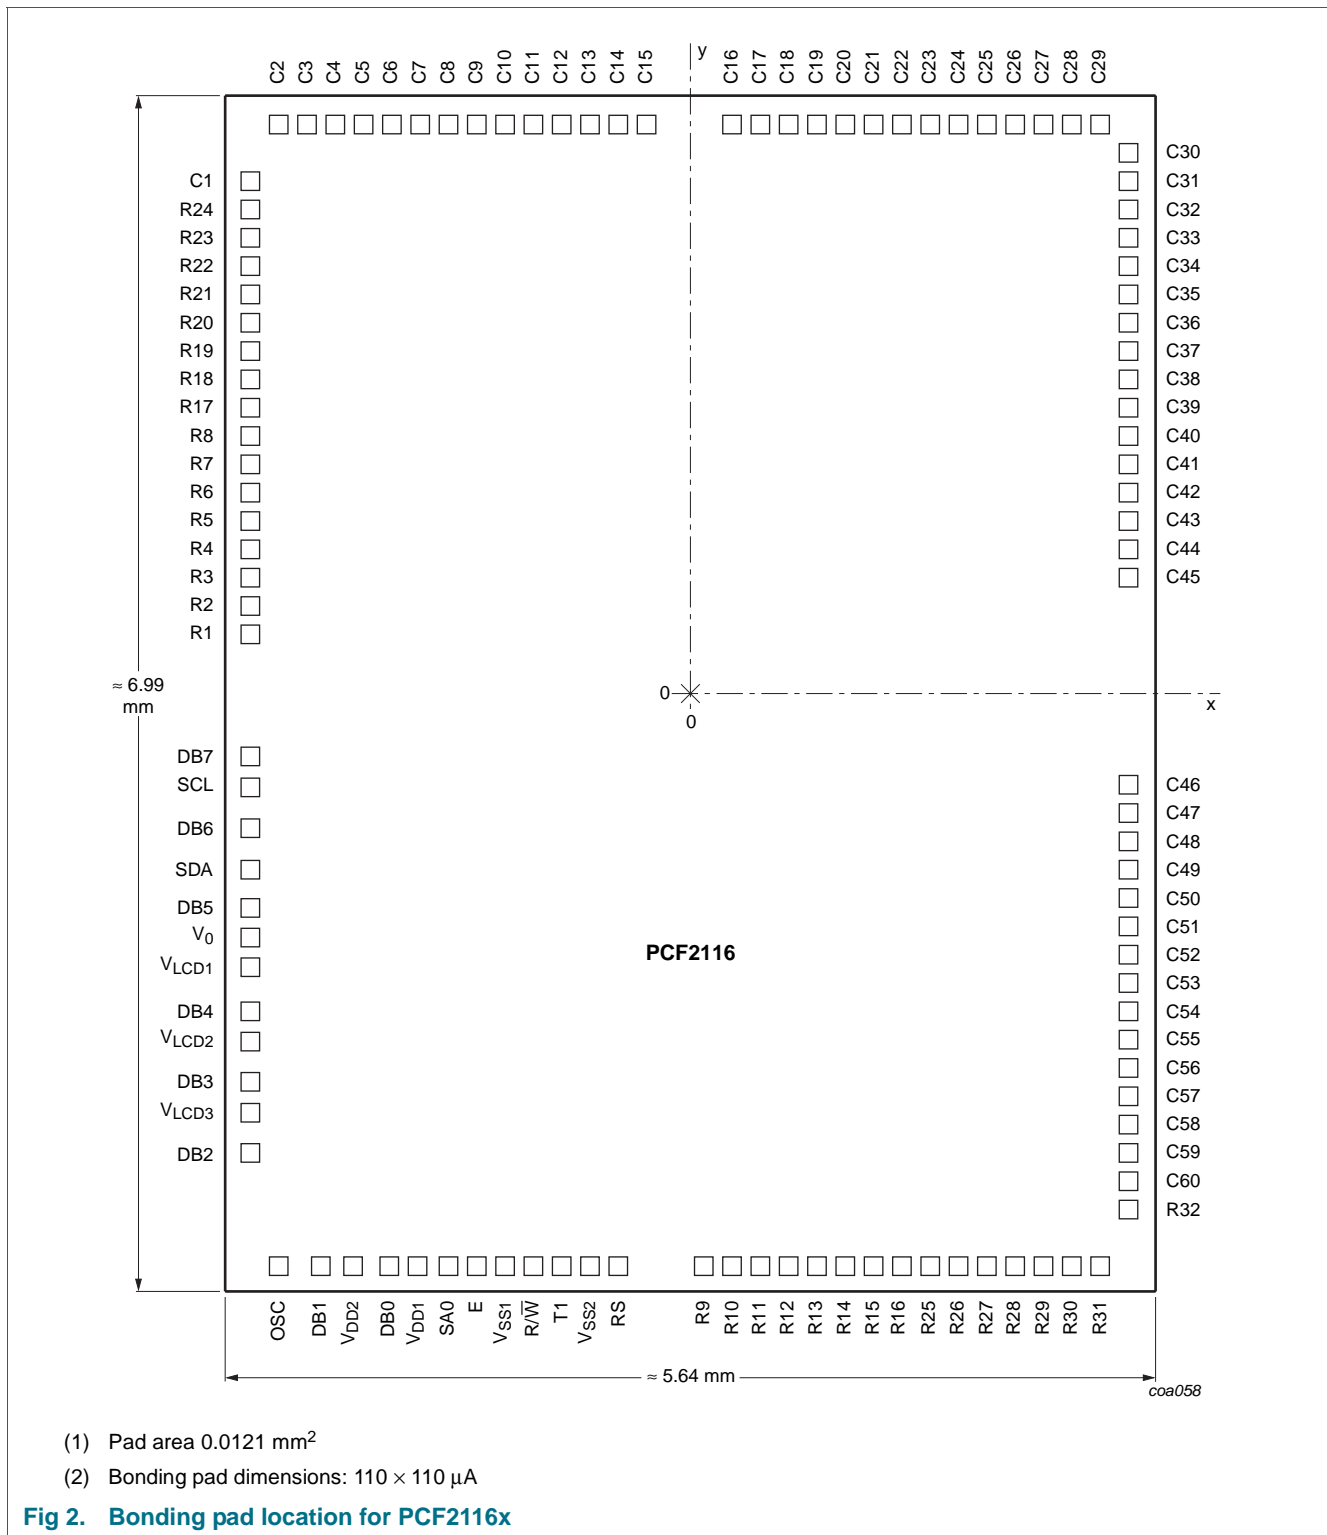 C2 C3 C4 C5 C6 C7 C8 C9 C10 C11 C12 C13 C14 C15 y C16 C17 C18 C19 C20 C21 C22 C23 C24 C25 C26 C27 C28 C29
C30
C1 C31
R24 C32
R23 C33
R22 C34
R21 C35
R20 C36
R19 C37
R18 C38
R17 C39
R8 C40
R7 C41
R6 C42
R5 C43
R4 C44
R3 C45
R2
R1
≈ 6.99
mm
0
x
0
DB7
SCL C46
C47
DB6
C48
SDA C49
C50
DB5
C51
V0
C52
VLCD1
C53
DB4 C54
VLCD2 C55
C56
DB3
C57
VLCD3
C58
DB2 C59
C60
R32
PCF2116
OSC DB1 VDD2 DB0 VDD1 SA0 E VSS1 R/W̅ T1 VSS2 RS R9 R10 R11 R12 R13 R14 R15 R16 R25 R26 R27 R28 R29 R30 R31
≈ 5.64 mm
coa058
(1) Pad area 0.0121 mm²
(2) Bonding pad dimensions: 110 × 110 μA
Fig 2. Bonding pad location for PCF2116x